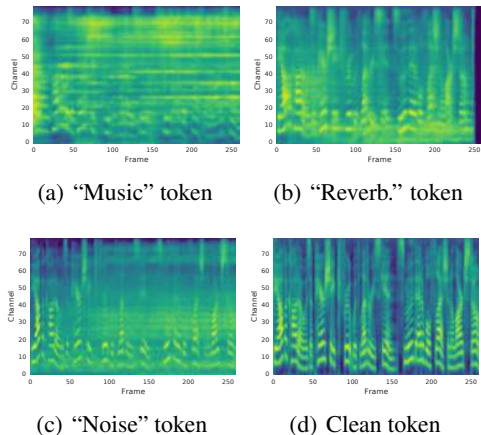 70
60
50
40
30
20
10
0
Channel
0 50 100 150 200 250
Frame
(a) “Music” token
70
60
50
40
30
20
10
0
Channel
0 50 100 150 200 250
Frame
(b) “Reverb.” token
70
60
50
40
30
20
10
0
Channel
0 50 100 150 200 250
Frame
(c) “Noise” token
70
60
50
40
30
20
10
0
Channel
0 50 100 150 200 250
Frame
(d) Clean token